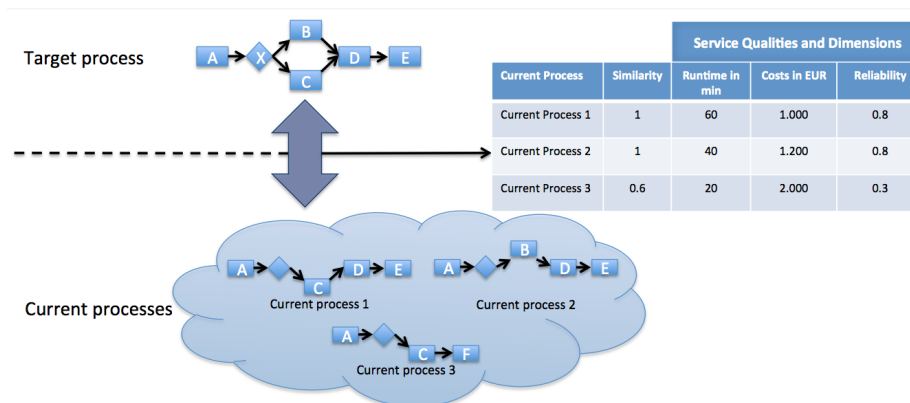 Target process
A
X
B
C
D
E
Service Qualities and Dimensions
Current Process
Similarity
Runtime in
min
Costs in EUR
Reliability
Current Process 1
1
60
1.000
0.8
Current Process 2
1
40
1.200
0.8
Current Process 3
0.6
20
2.000
0.3
Current processes
A
C
D
E
Current process 1
A
B
D
E
Current process 2
A
C
F
Current process 3